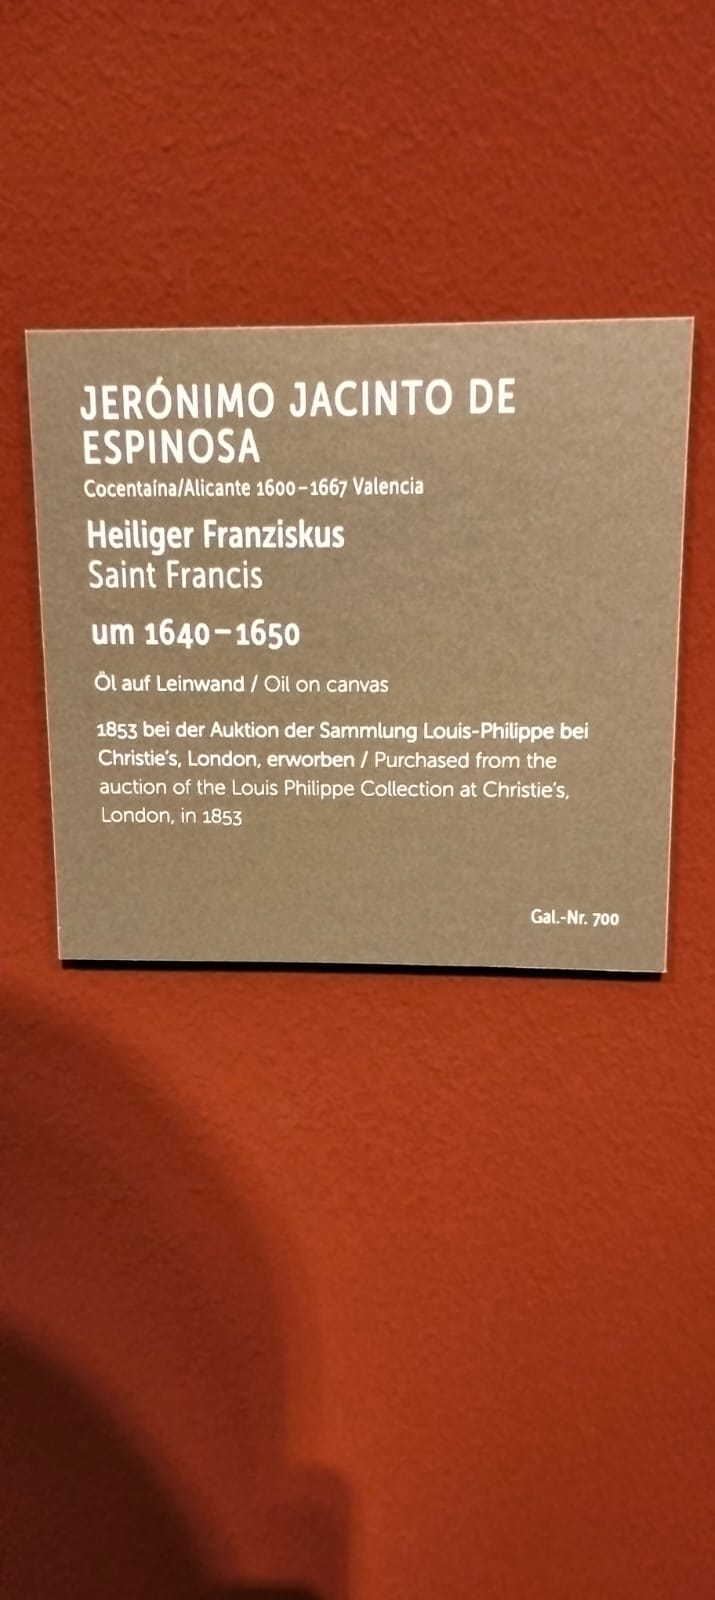 JERÓNIMO JACINTO DE
ESPINOSA
Cocentaína/Alicante 1600–1667 Valencia
Heiliger Franziskus
Saint Francis
um 1640–1650
Öl auf Leinwand / Oil on canvas
1853 bei der Auktion der Sammlung Louis-Philippe bei
Christie's, London, erworben / Purchased from the
auction of the Louis Philippe Collection at Christie's,
London, in 1853
Gal.-Nr. 700